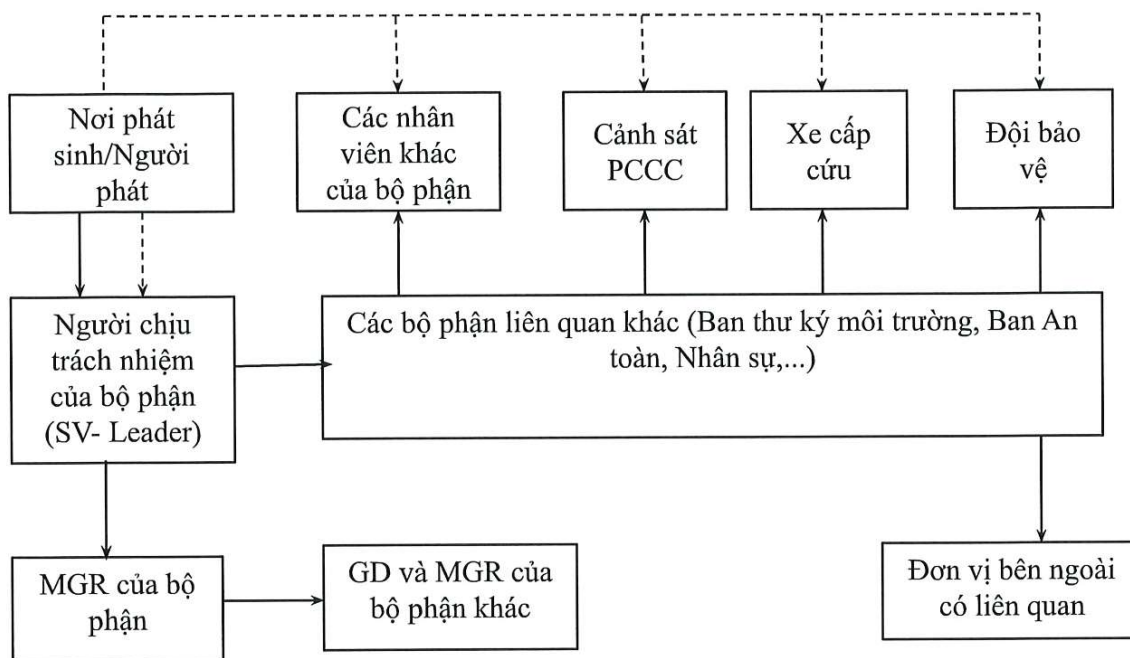 Nơi phát
sinh/Người
phát
Các nhân
viên khác
của bộ phận
Cảnh sát
PCCC
Xe cấp
cứu
Đội bảo
vệ
Người chịu
trách nhiệm
của bộ phận
(SV- Leader)
Các bộ phận liên quan khác (Ban thư ký môi trường, Ban An
toàn, Nhân sự,...)
MGR của bộ
phận
GD và MGR của
bộ phận khác
Đơn vị bên ngoài
có liên quan